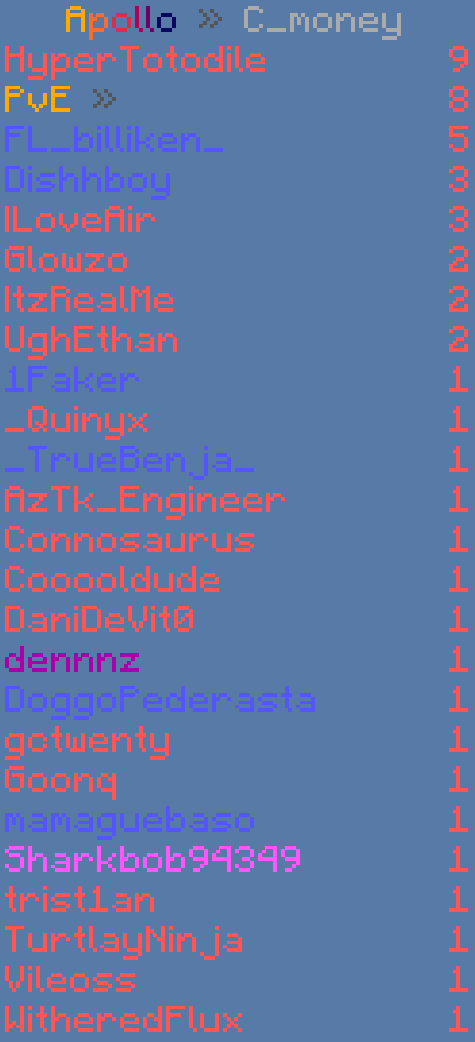 Apollo » C_money
HyperTotodile 9
PvE » 8
FL_billiken_ 5
Dishhboy 3
ILoveAir 3
Glowzo 2
ItzRealMe 2
UghEthan 2
1Faker 1
_Quinyx 1
_TrueBenja_ 1
AzTk_Engineer 1
Connosaurus 1
Cooooldude 1
DaniDeVit0 1
dennnz 1
DoggoPederasta 1
gctwenty 1
Goonq 1
mamaguebaso 1
Sharkbob94349 1
trist1an 1
TurtlayNinja 1
Vileoss 1
WitheredFlux 1